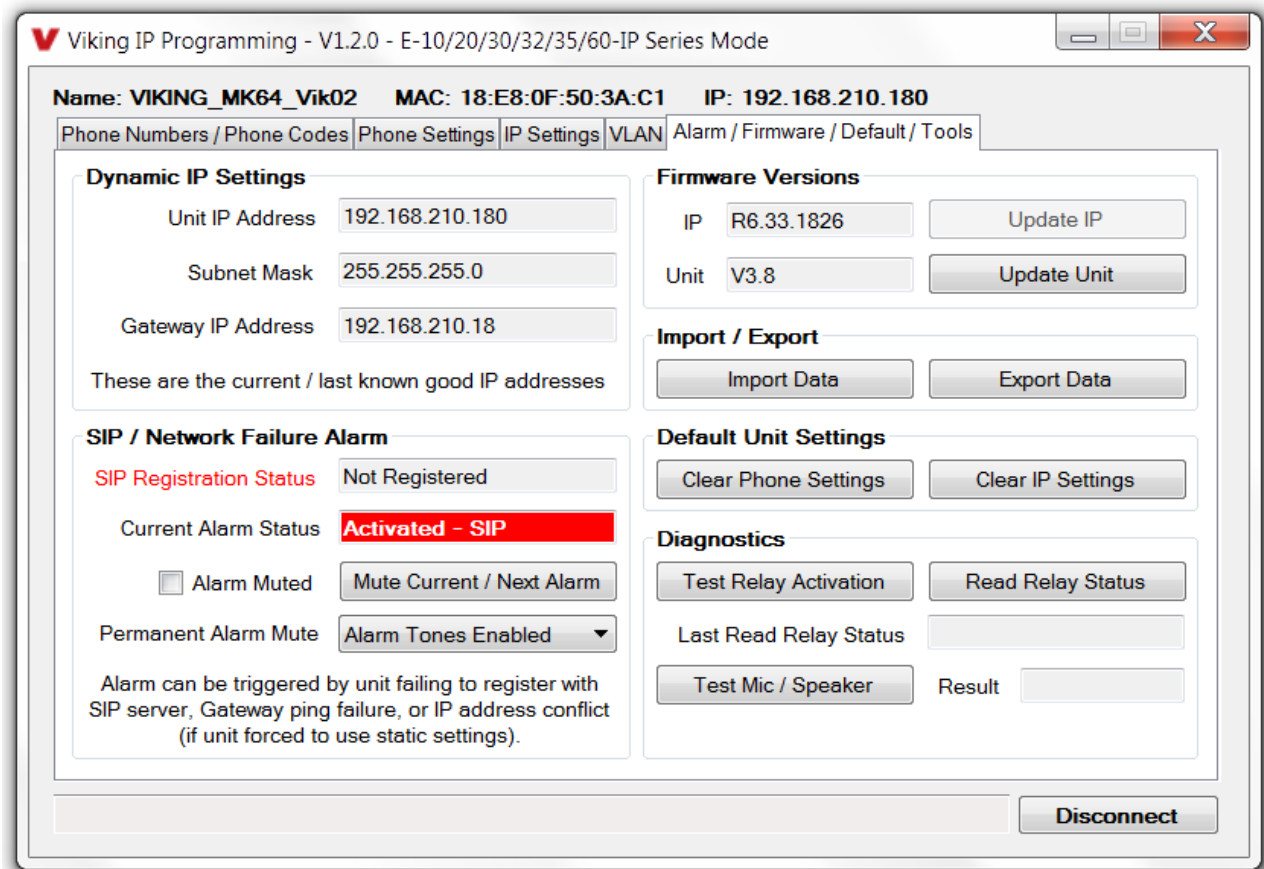 Viking IP Programming - V1.2.0 - E-10/20/30/32/35/60-IP Series Mode
Name: VIKING_MK64_Vik02 MAC: 18:E8:0F:50:3A:C1 IP: 192.168.210.180
Phone Numbers / Phone Codes Phone Settings IP Settings VLAN Alarm / Firmware / Default / Tools
Dynamic IP Settings
Unit IP Address 192.168.210.180
Subnet Mask 255.255.255.0
Gateway IP Address 192.168.210.18
These are the current / last known good IP addresses
SIP / Network Failure Alarm
SIP Registration Status Not Registered
Current Alarm Status Activated - SIP
Alarm Muted Mute Current / Next Alarm
Permanent Alarm Mute Alarm Tones Enabled
Alarm can be triggered by unit failing to register with
SIP server, Gateway ping failure, or IP address conflict
(if unit forced to use static settings).
Firmware Versions
IP R6.33.1826 Update IP
Unit V3.8 Update Unit
Import / Export
Import Data Export Data
Default Unit Settings
Clear Phone Settings Clear IP Settings
Diagnostics
Test Relay Activation Read Relay Status
Last Read Relay Status
Test Mic / Speaker Result
Disconnect